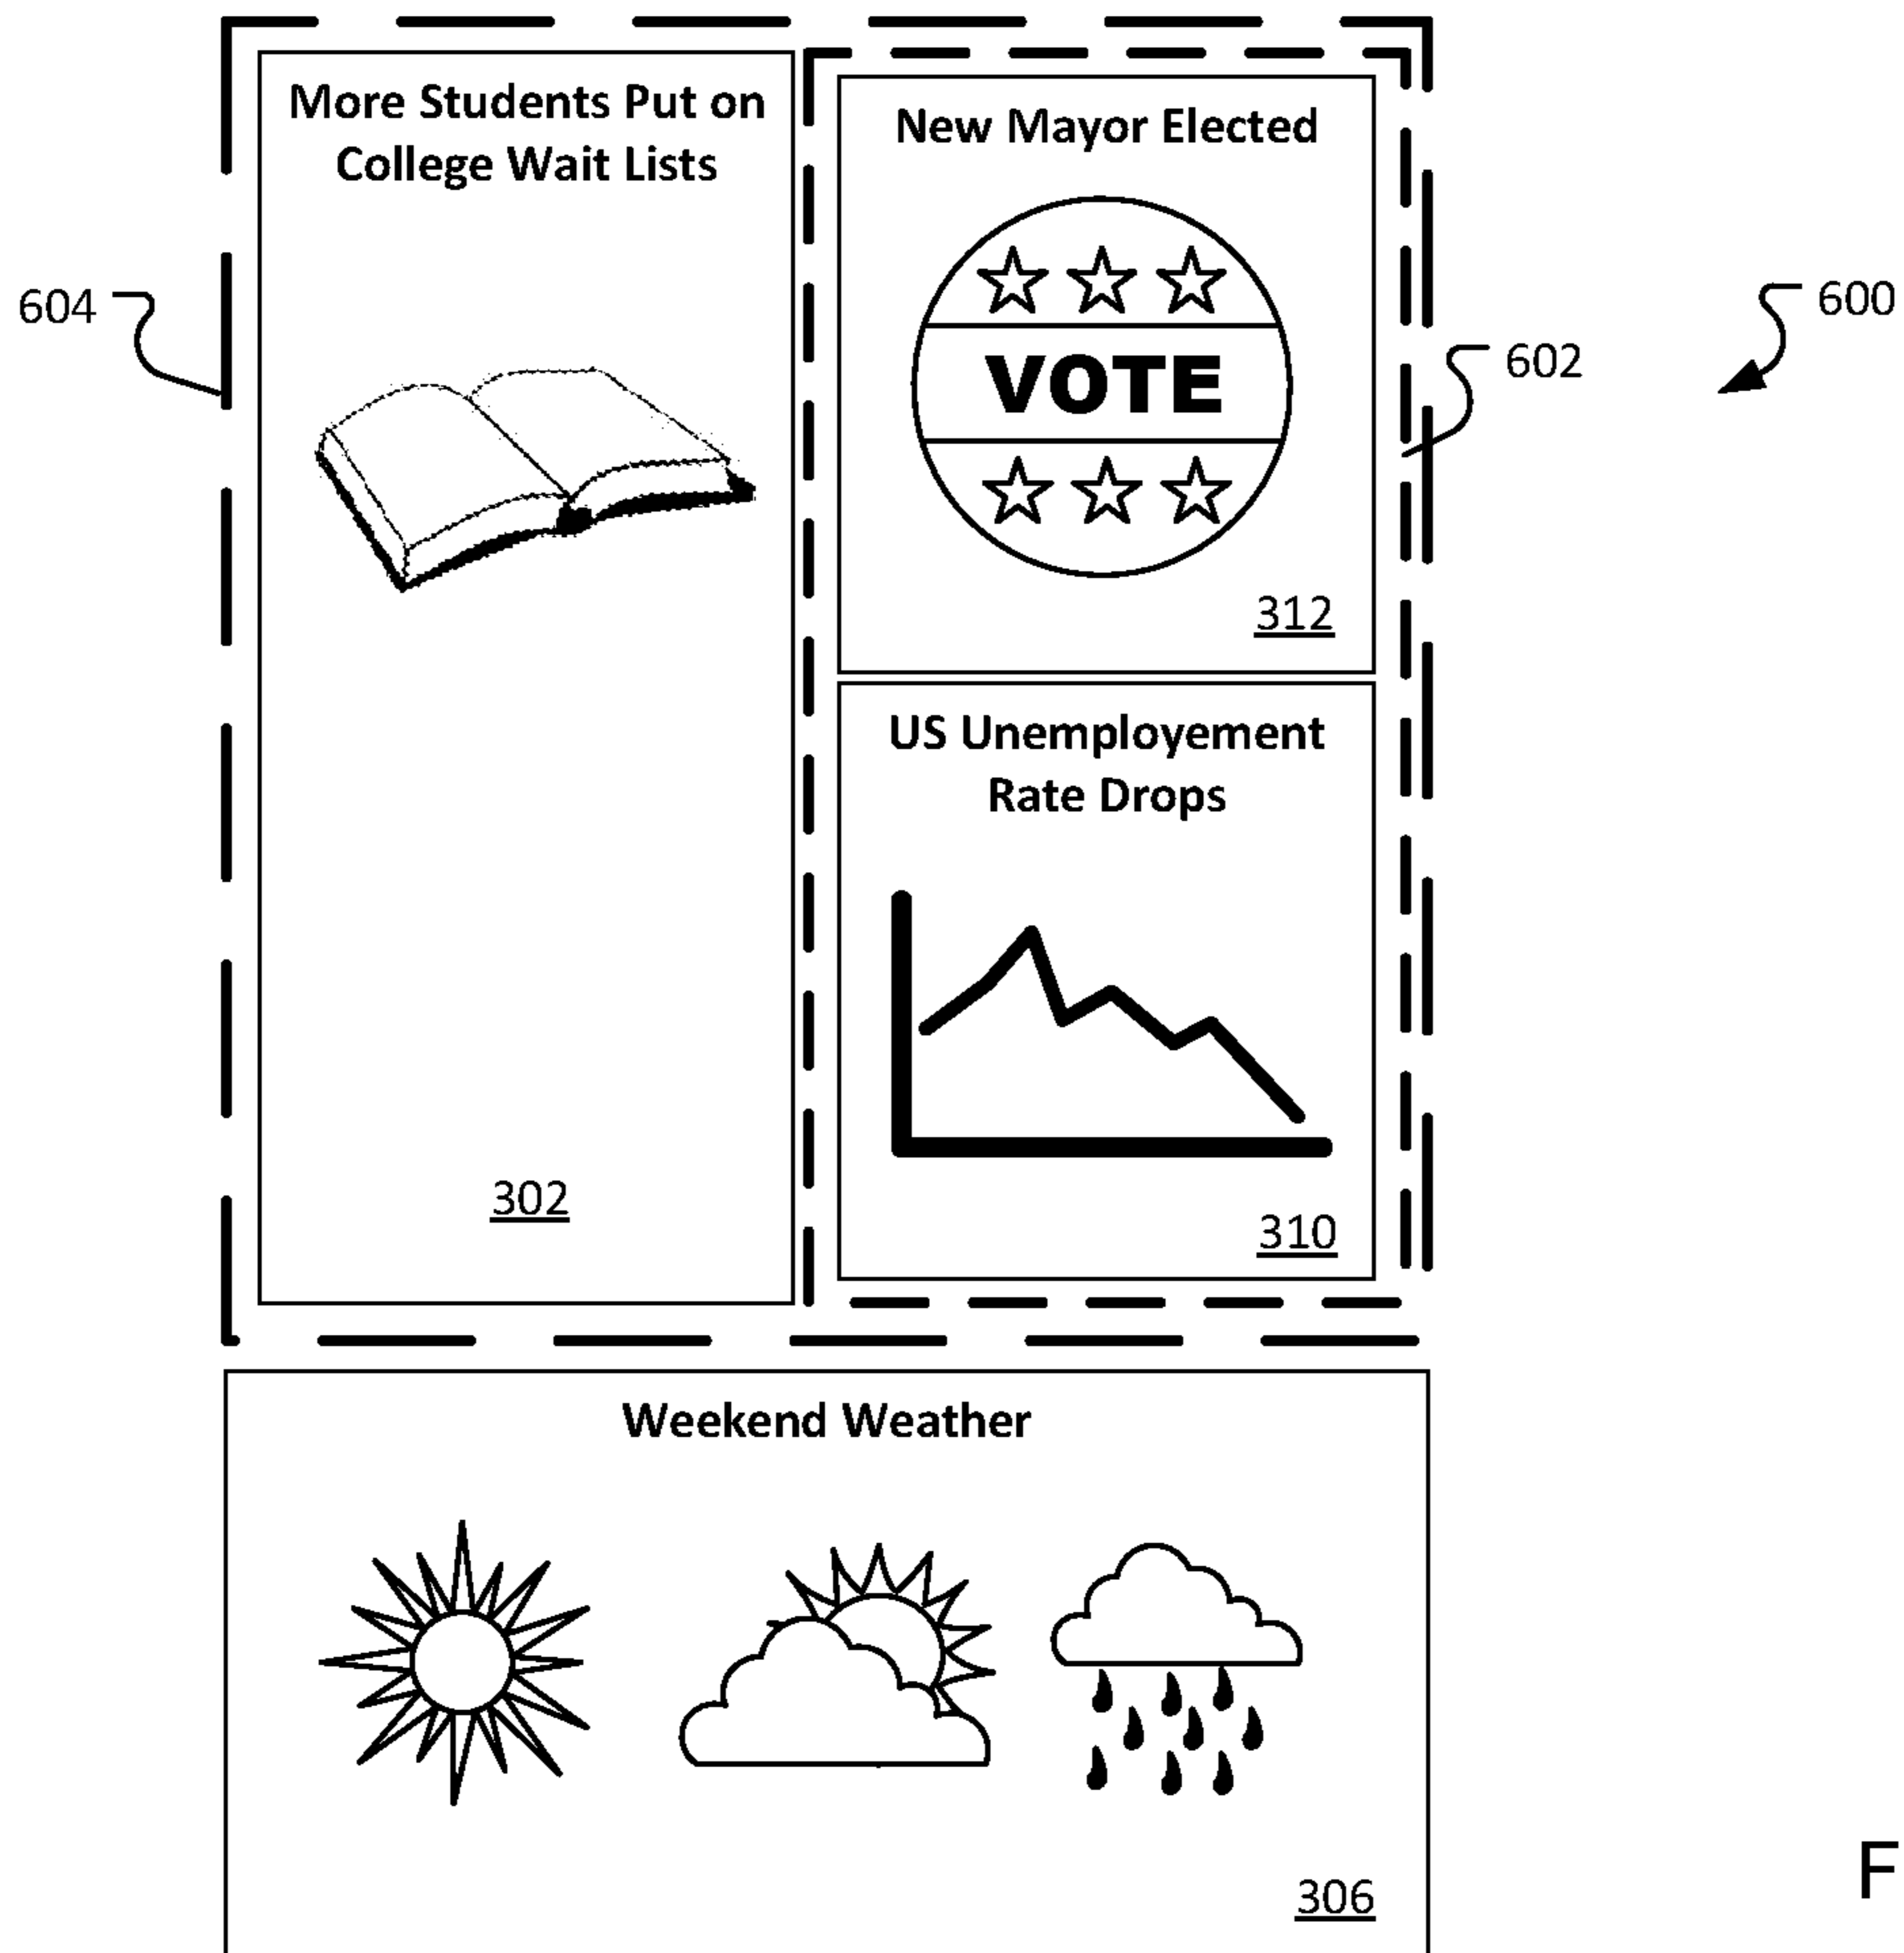 More Students Put on
College Wait Lists
302
New Mayor Elected
VOTE
312
US Unemployement
Rate Drops
310
604
602
600
Weekend Weather
306
F